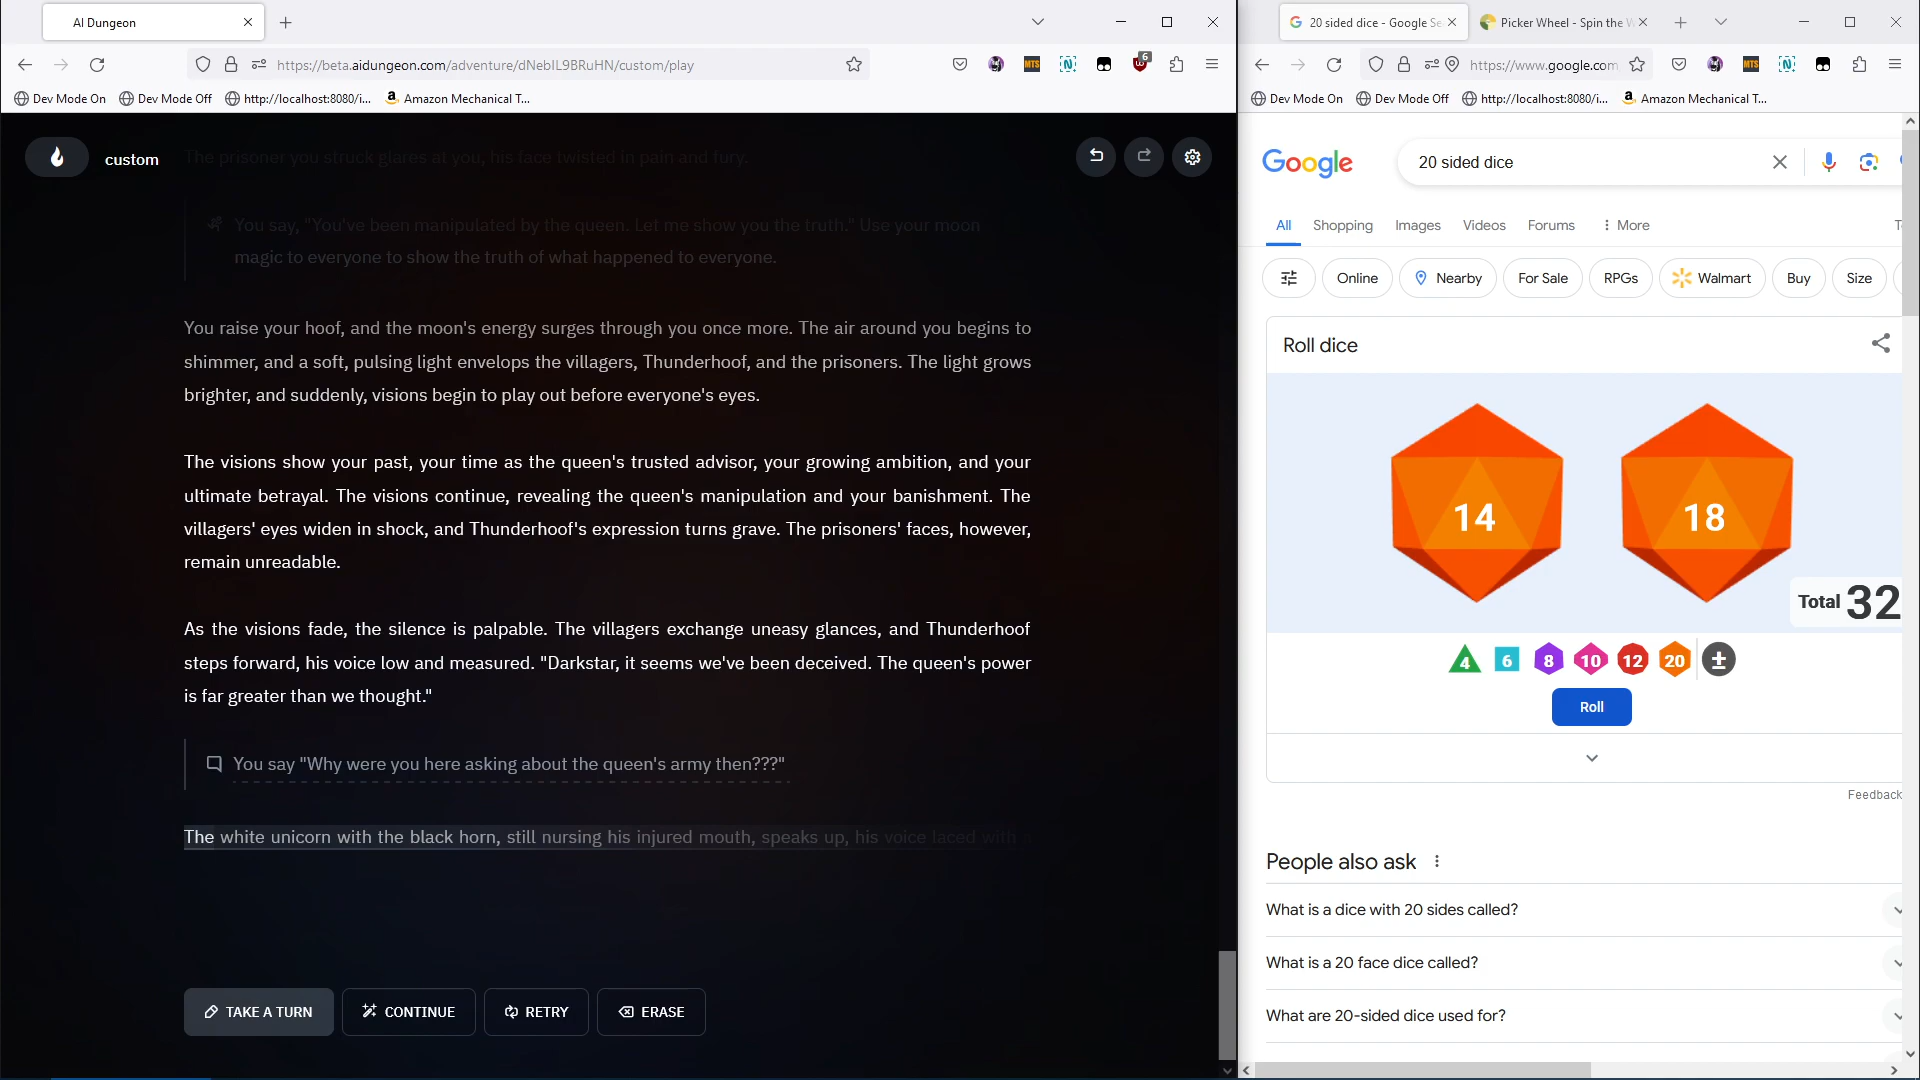 AI Dungeon
20 sided dice - Google Se
Picker Wheel - Spin the W
https://beta.aidungeon.com/adventure/dNebIL9BRuHN/custom/play
MTS
N
6
https://www.google.com
MTS
N
Dev Mode On
Dev Mode Off
http://localhost:8080/i...
Amazon Mechanical T...
Dev Mode On
Dev Mode Off
http://localhost:8080/i...
Amazon Mechanical T...
custom
The prisoner you struck glares at you, his face twisted in pain and fury.
You say, "You've been manipulated by the queen. Let me show you the truth." Use your moon
magic to everyone to show the truth of what happened to everyone.
You raise your hoof, and the moon's energy surges through you once more. The air around you begins to
shimmer, and a soft, pulsing light envelops the villagers, Thunderhoof, and the prisoners. The light grows
brighter, and suddenly, visions begin to play out before everyone's eyes.
The visions show your past, your time as the queen's trusted advisor, your growing ambition, and your
ultimate betrayal. The visions continue, revealing the queen's manipulation and your banishment. The
villagers' eyes widen in shock, and Thunderhoof's expression turns grave. The prisoners' faces, however,
remain unreadable.
As the visions fade, the silence is palpable. The villagers exchange uneasy glances, and Thunderhoof
steps forward, his voice low and measured. "Darkstar, it seems we've been deceived. The queen's power
is far greater than we thought."
You say "Why were you here asking about the queen's army then???"
The white unicorn with the black horn, still nursing his injured mouth, speaks up, his voice laced with
TAKE A TURN
CONTINUE
RETRY
ERASE
Google
20 sided dice
All
Shopping
Images
Videos
Forums
More
Online
Nearby
For Sale
RPGs
Walmart
Buy
Size
Roll dice
14
18
Total 32
4
6
8
10
12
20
±
Roll
Feedback
People also ask
What is a dice with 20 sides called?
What is a 20 face dice called?
What are 20-sided dice used for?